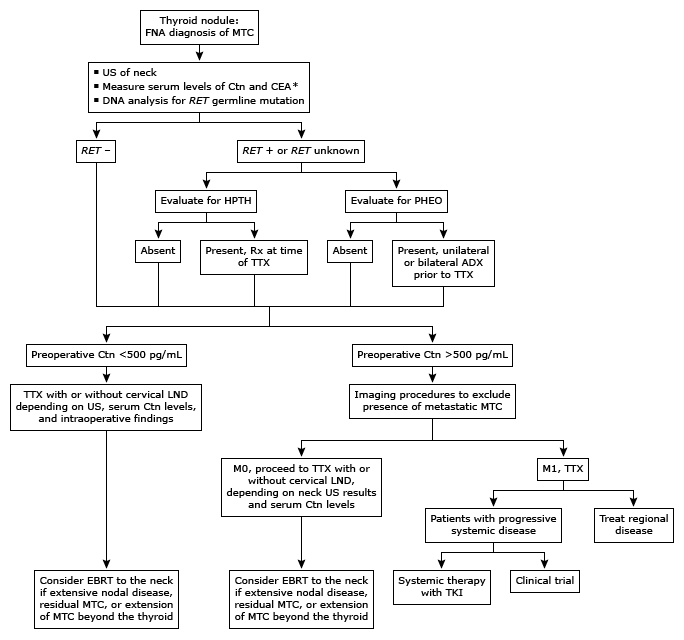 Thyroid nodule:
FNA diagnosis of MTC
▪ US of neck
▪ Measure serum levels of Ctn and CEA*
▪ DNA analysis for RET germline mutation
RET –
RET + or RET unknown
Evaluate for HPTH
Evaluate for PHEO
Absent
Present, Rx at time
of TTX
Absent
Present, unilateral
or bilateral ADX
prior to TTX
Preoperative Ctn <500 pg/mL
Preoperative Ctn >500 pg/mL
TTX with or without cervical LND
depending on US, serum Ctn levels,
and intraoperative findings
Imaging procedures to exclude
presence of metastatic MTC
M0, proceed to TTX with or
without cervical LND,
depending on neck US results
and serum Ctn levels
M1, TTX
Patients with progressive
systemic disease
Treat regional
disease
Consider EBRT to the neck
if extensive nodal disease,
residual MTC, or extension
of MTC beyond the thyroid
Consider EBRT to the neck
if extensive nodal disease,
residual MTC, or extension
of MTC beyond the thyroid
Systemic therapy
with TKI
Clinical trial